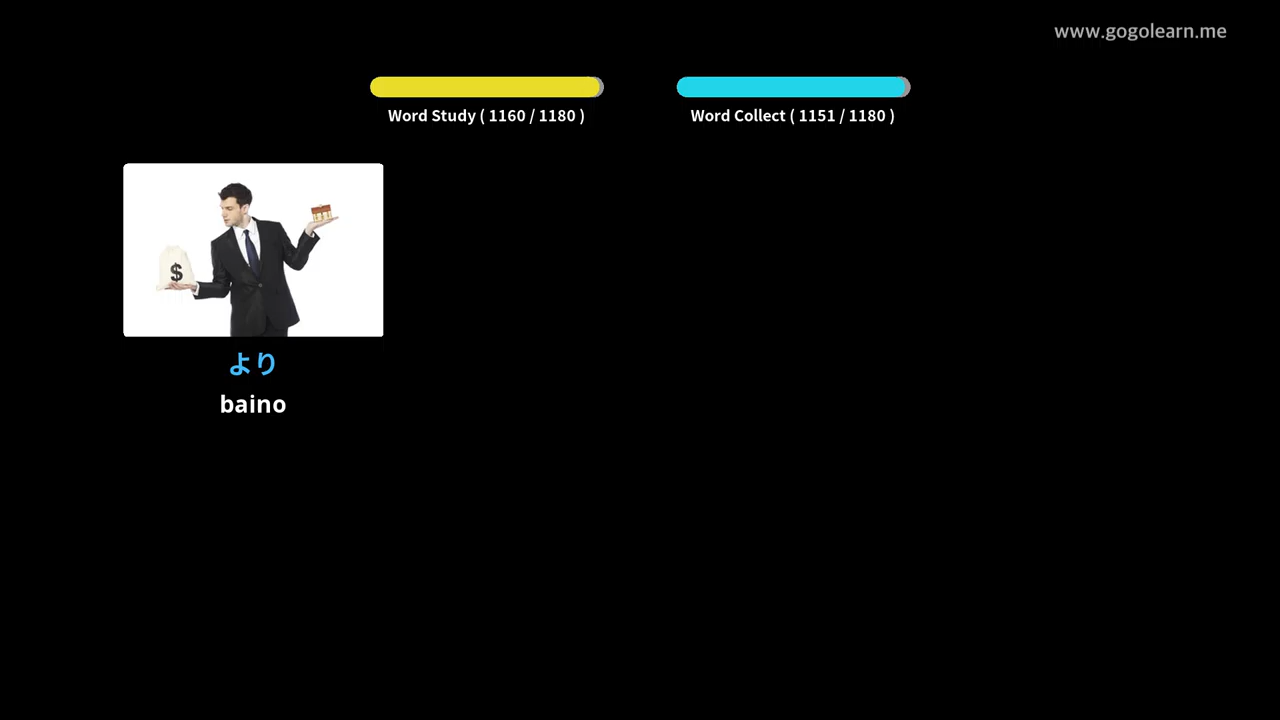 www.gogolearn.me
Word Study ( 1160 / 1180 )
Word Collect ( 1151 / 1180 )
$
より
baino